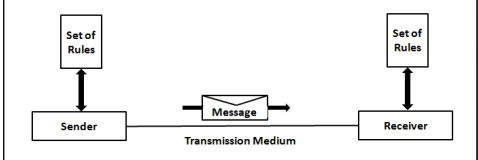 Set of
Rules
Set of
Rules
Message
Sender
Receiver
Transmission Medium